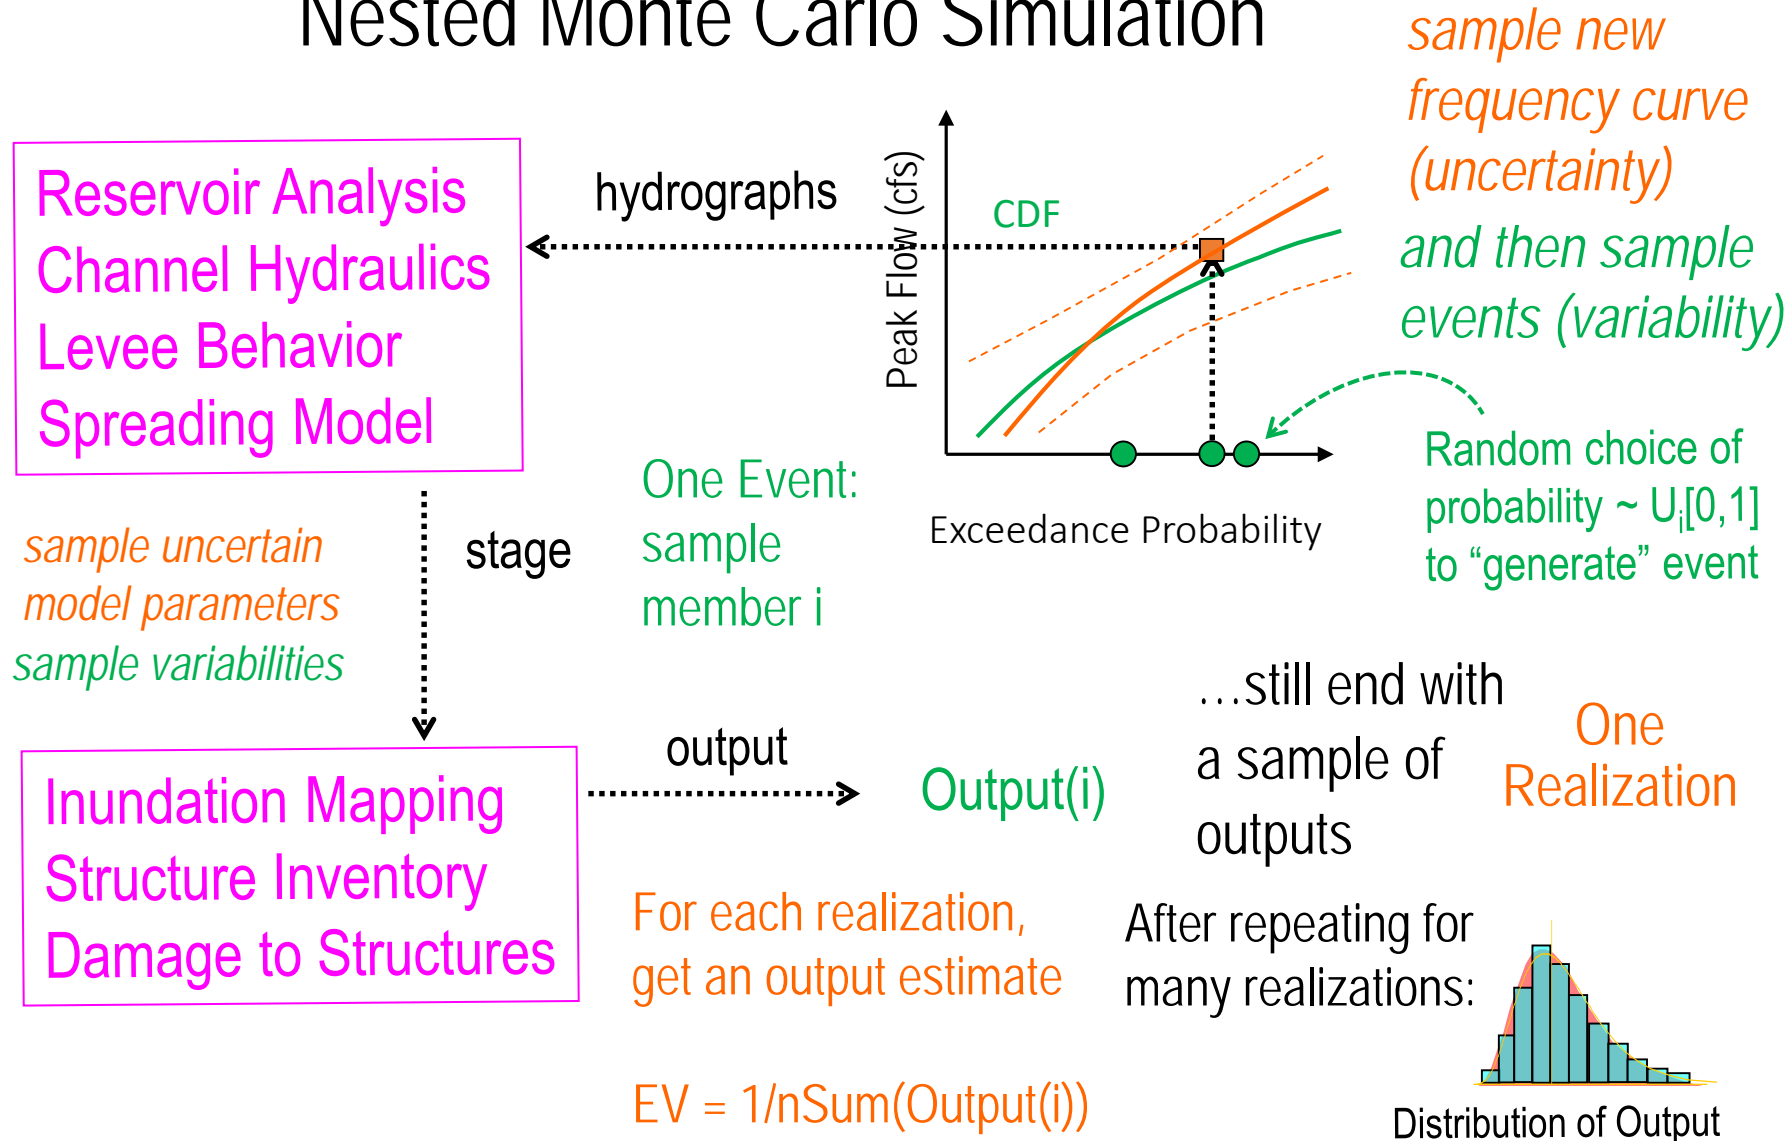 Nested Monte Carlo Simulation
sample new
frequency curve
(uncertainty)
and then sample
events (variability)
Reservoir Analysis
Channel Hydraulics
Levee Behavior
Spreading Model
hydrographs
CDF
Peak Flow (cfs)
Exceedance Probability
Random choice of
probability ~ Ui[0,1]
to “generate” event
One Event:
sample
member i
stage
sample uncertain
model parameters
sample variabilities
Inundation Mapping
Structure Inventory
Damage to Structures
output
Output(i)
…still end with
a sample of
outputs
One
Realization
For each realization,
get an output estimate
EV = 1/nSum(Output(i))
After repeating for
many realizations:
Distribution of Output